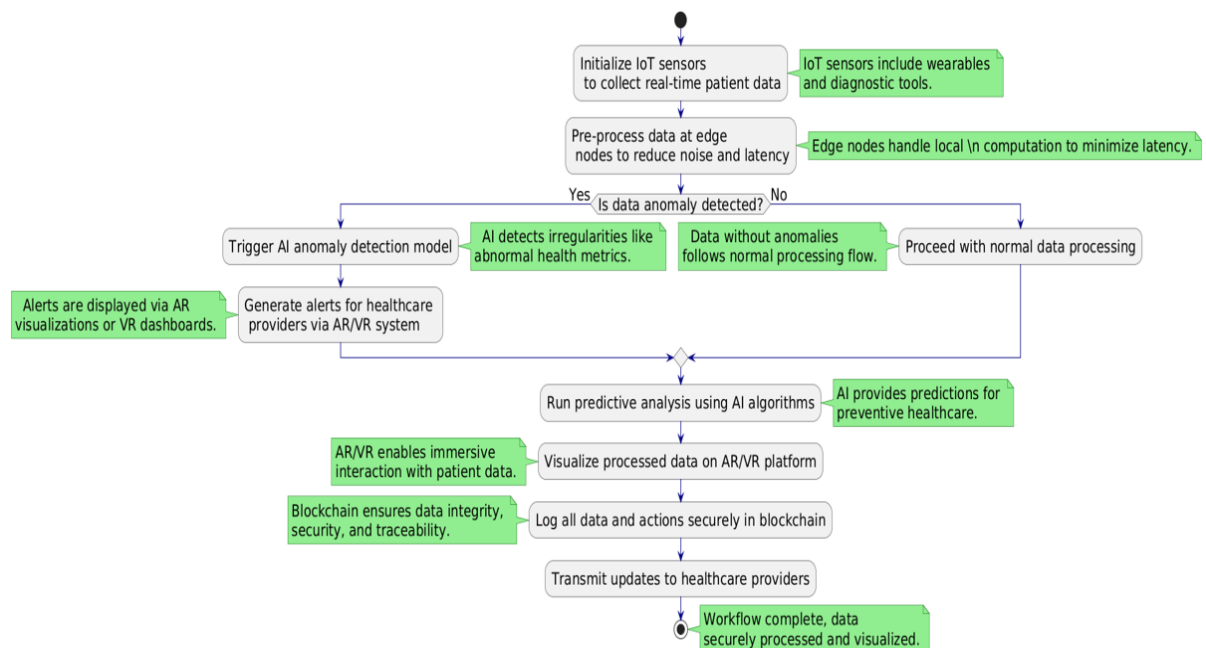 Initialize IoT sensors
to collect real-time patient data
IoT sensors include wearables
and diagnostic tools.
Pre-process data at edge
nodes to reduce noise and latency
Edge nodes handle local \n computation to minimize latency.
Yes
Is data anomaly detected?
No
Trigger AI anomaly detection model
AI detects irregularities like
abnormal health metrics.
Data without anomalies
follows normal processing flow.
Proceed with normal data processing
Alerts are displayed via AR
visualizations or VR dashboards.
Generate alerts for healthcare
providers via AR/VR system
Run predictive analysis using AI algorithms
AI provides predictions for
preventive healthcare.
AR/VR enables immersive
interaction with patient data.
Visualize processed data on AR/VR platform
Blockchain ensures data integrity,
security, and traceability.
Log all data and actions securely in blockchain
Transmit updates to healthcare providers
Workflow complete, data
securely processed and visualized.